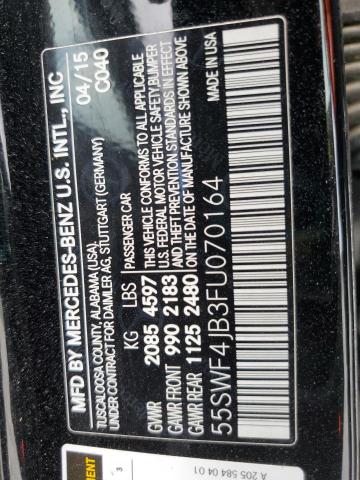 MFD BY MERCEDES-BENZ U.S. INTL., INC
TUSCALOOSA COUNTY, ALABAMA (USA)
UNDER CONTRACT FOR DAIMLER AG, STUTTGART (GERMANY)
04/15
C040
KG LBS
GVWR 2085 4597
GAWR FRONT 990 2183
GAWR REAR 1125 2480
PASSENGER CAR
THIS VEHICLE CONFORMS TO ALL APPLICABLE
U.S. FEDERAL MOTOR VEHICLE SAFETY,BUMPER
AND THEFT PREVENTION STANDARDS IN EFFECT
ON THE DATE OF MANUFACTURE SHOWN ABOVE
MADE IN USA
55SWF4JB3FU070164
A 205 584 04 01
3